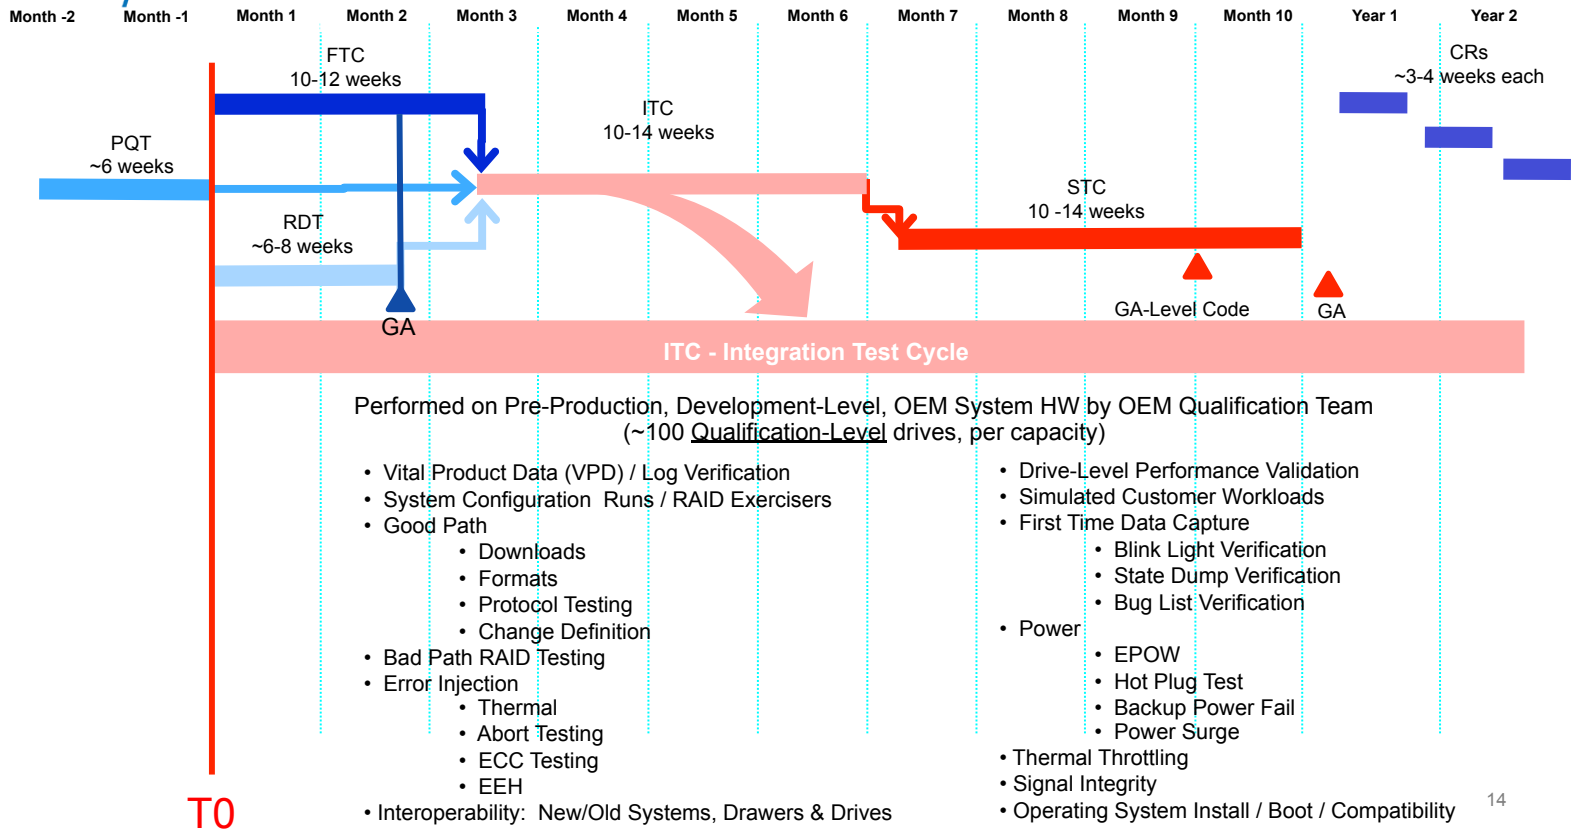 Month -2 Month -1 Month 1 Month 2 Month 3 Month 4 Month 5 Month 6 Month 7 Month 8 Month 9 Month 10 Year 1 Year 2
FTC
10-12 weeks
CRs
~3-4 weeks each
ITC
10-14 weeks
PQT
~6 weeks
STC
10 -14 weeks
RDT
~6-8 weeks
GA
GA-Level Code
GA
ITC - Integration Test Cycle
Performed on Pre-Production, Development-Level, OEM System HW by OEM Qualification Team
(~100 Qualification-Level drives, per capacity)
• Vital Product Data (VPD) / Log Verification
• System Configuration Runs / RAID Exercisers
• Good Path
• Downloads
• Formats
• Protocol Testing
• Change Definition
• Bad Path RAID Testing
• Error Injection
• Thermal
• Abort Testing
• ECC Testing
• EEH
• Interoperability: New/Old Systems, Drawers & Drives
• Drive-Level Performance Validation
• Simulated Customer Workloads
• First Time Data Capture
• Blink Light Verification
• State Dump Verification
• Bug List Verification
• Power
• EPOW
• Hot Plug Test
• Backup Power Fail
• Power Surge
• Thermal Throttling
• Signal Integrity
• Operating System Install / Boot / Compatibility
T0
14